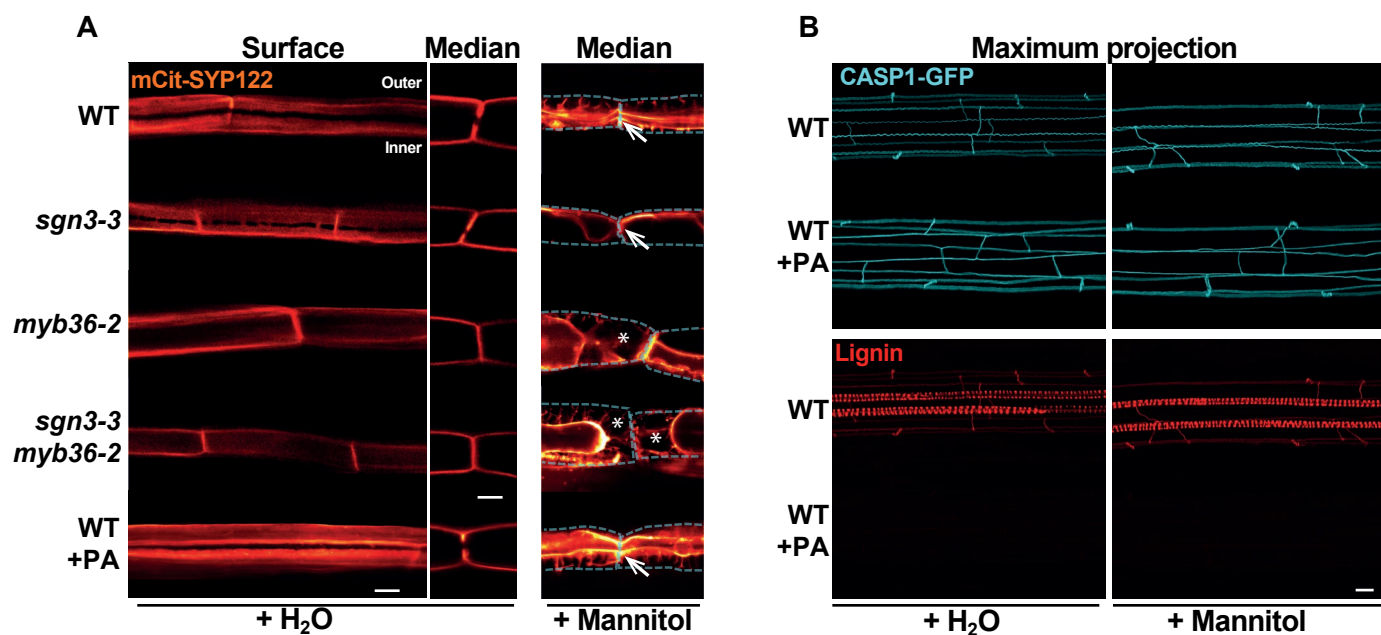 A
B
Surface
Median
Median
Maximum projection
mCit-SYP122
Outer
CASP1-GFP
WT
WT
Inner
sgn3-3
WT
+PA
myb36-2
Lignin
WT
sgn3-3
*
*
*
myb36-2
WT
+PA
WT
+PA
+ H₂O
+ Mannitol
+ H₂O
+ Mannitol